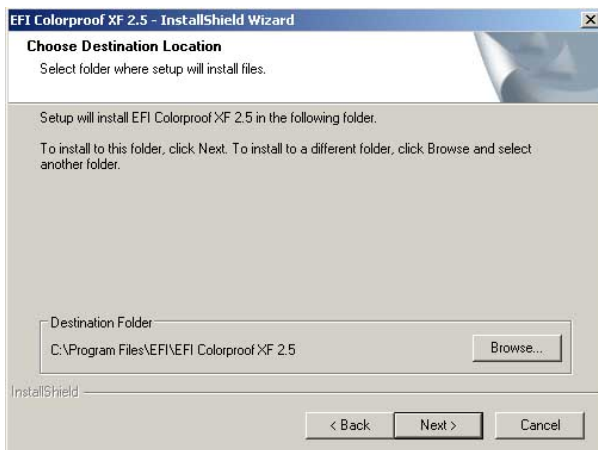 EFI Colorproof XF 2.5 - InstallShield Wizard
Choose Destination Location
Select folder where setup will install files.
Setup will install EFI Colorproof XF 2.5 in the following folder.
To install to this folder, click Next. To install to a different folder, click Browse and select
another folder.
Destination Folder
C:\Program Files\EFI\EFI Colorproof XF 2.5
Browse...
InstallShield
< Back
Next >
Cancel